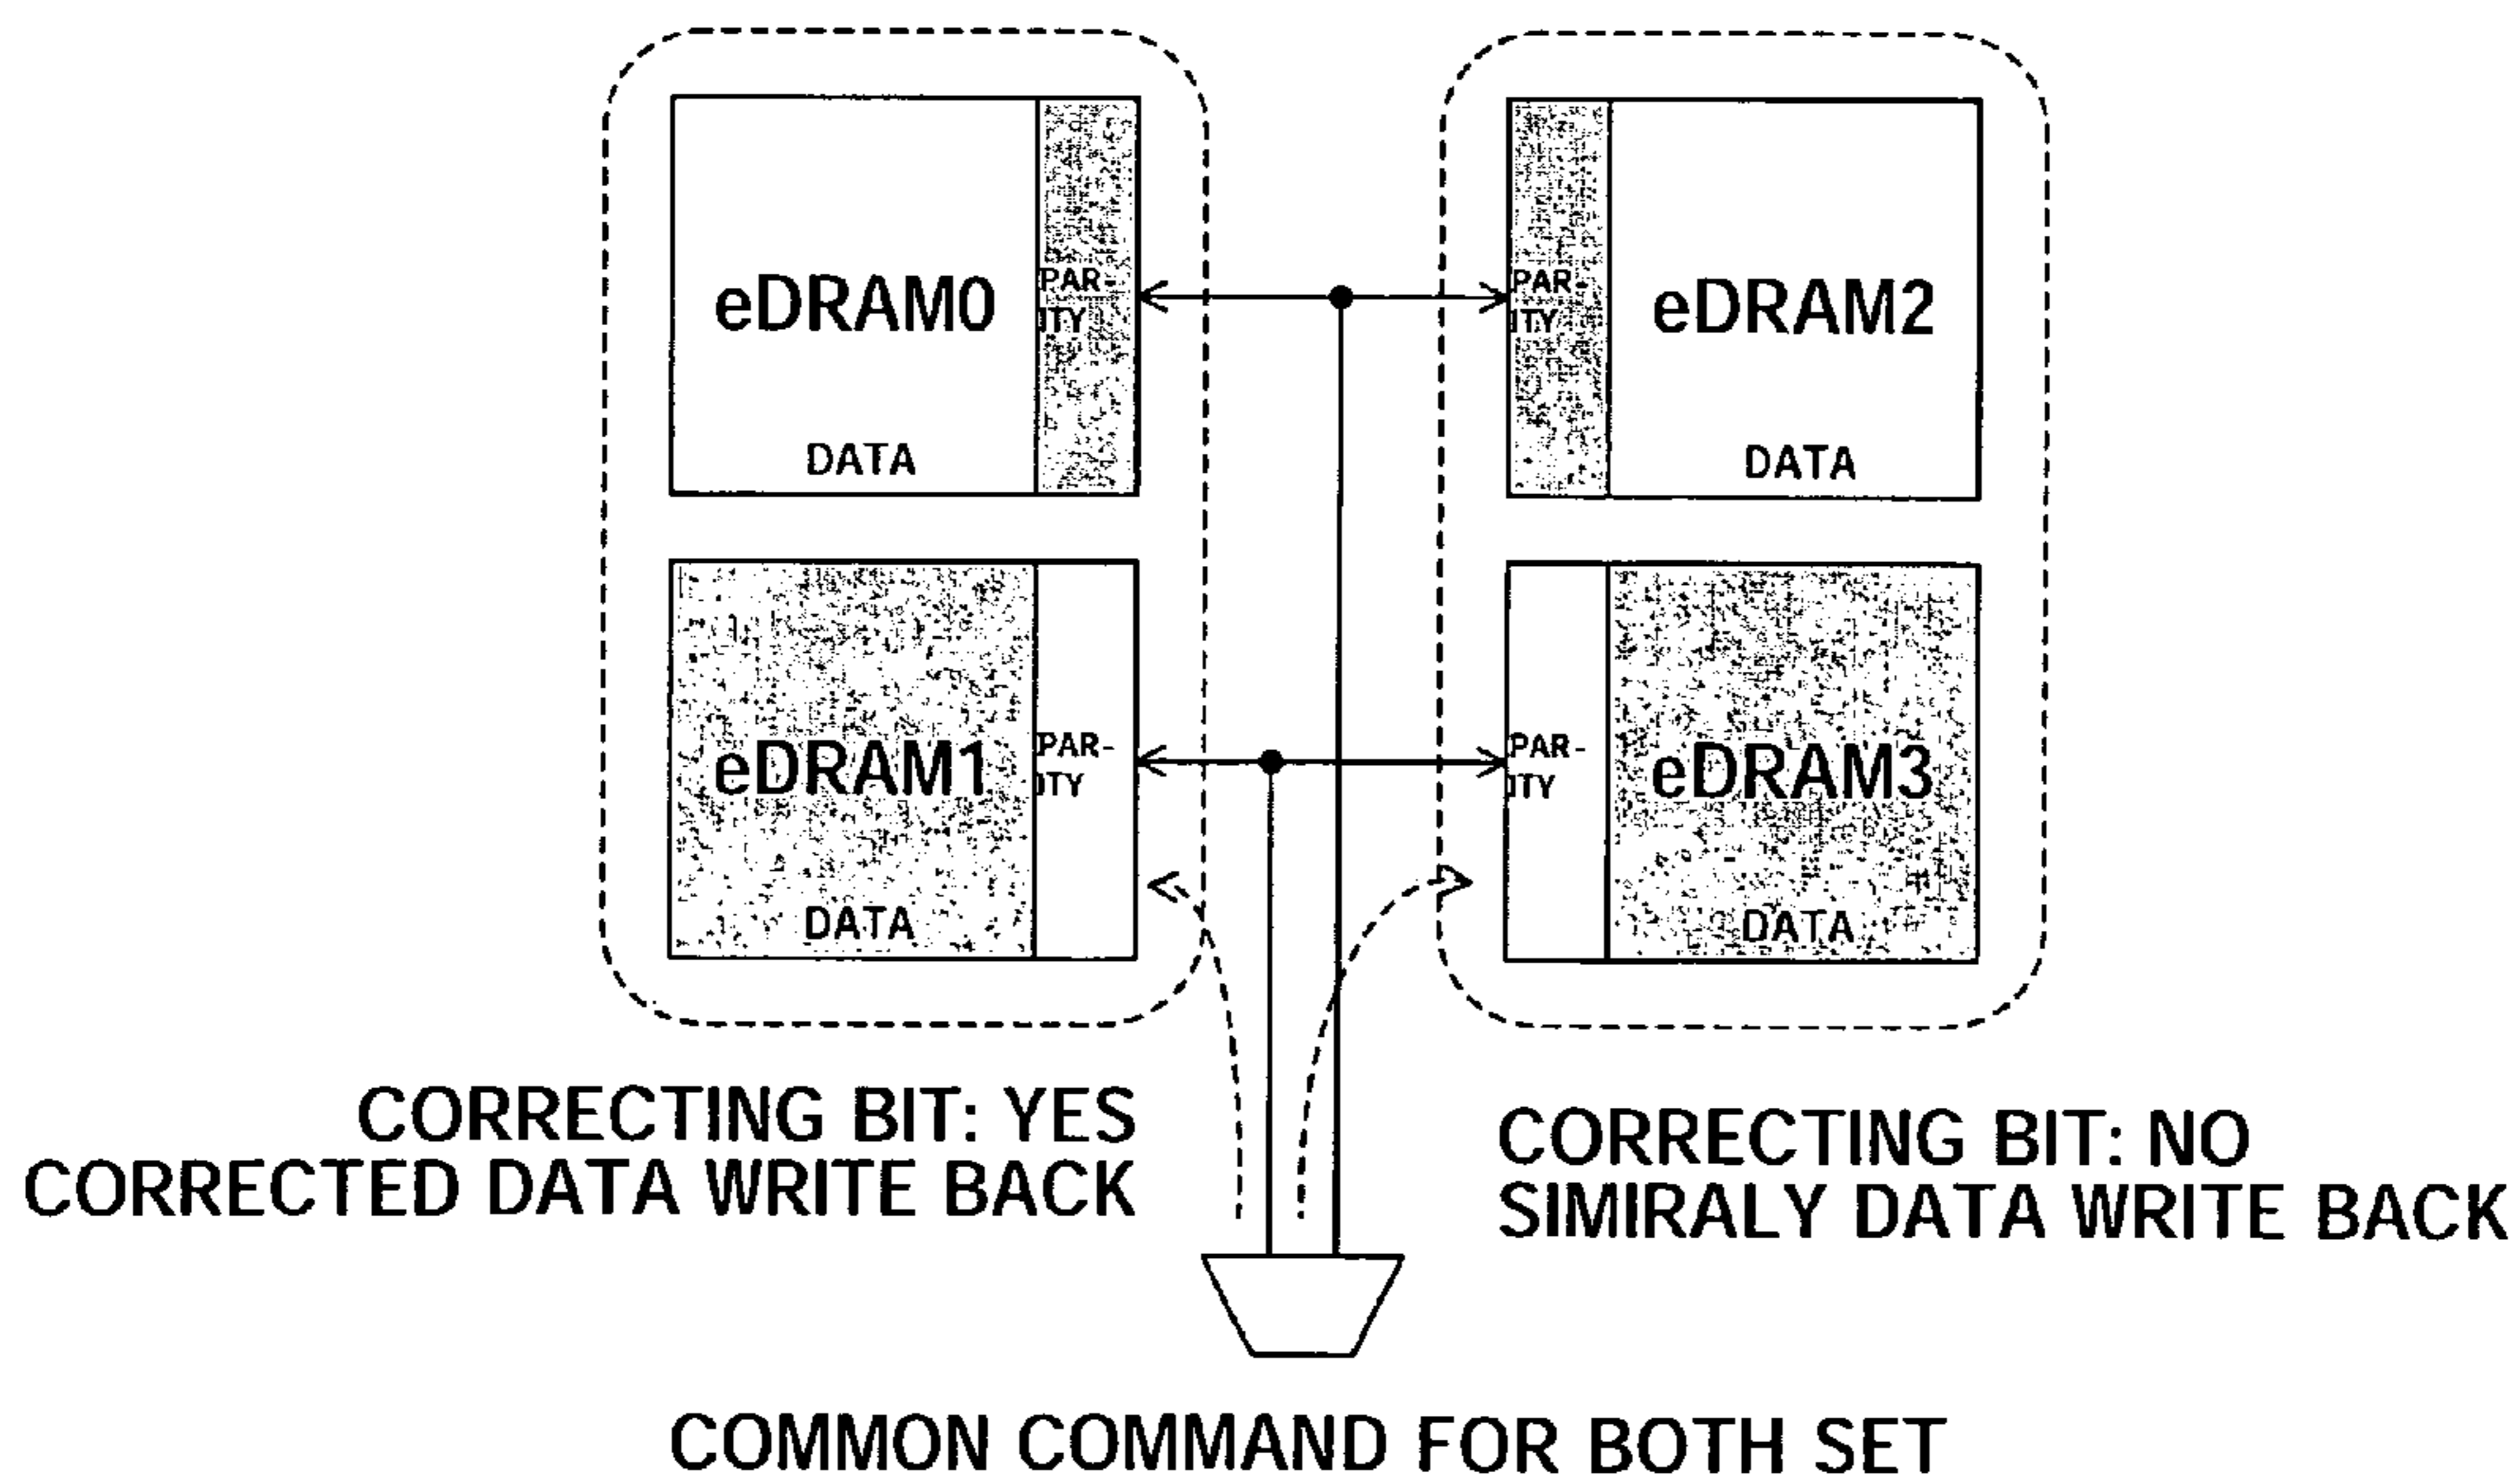 eDRAM0
PAR-
ITY
DATA
PAR-
ITY
eDRAM2
DATA
eDRAM1
PAR-
ITY
DATA
PAR-
ITY
eDRAM3
DATA
CORRECTING BIT: YES
CORRECTED DATA WRITE BACK
CORRECTING BIT: NO
SIMIRALY DATA WRITE BACK
COMMON COMMAND FOR BOTH SET